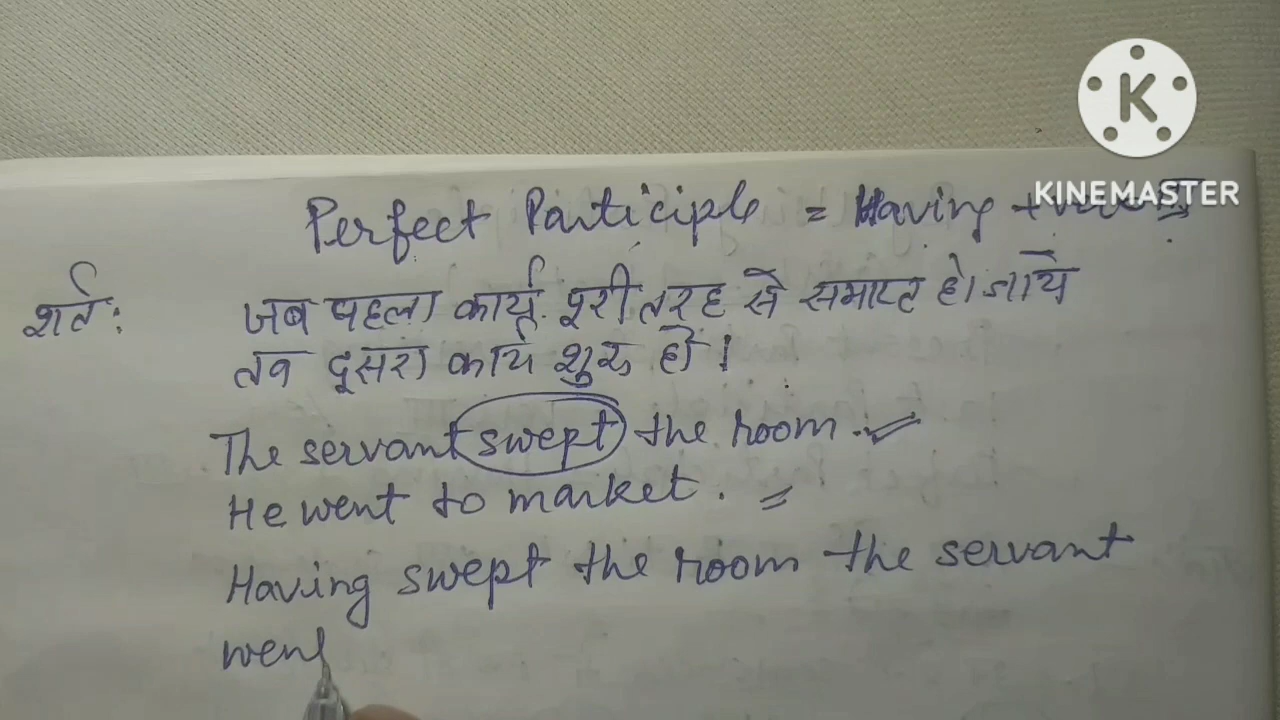 KINEMASTER
Perfect Participle = Having +
शर्त: जब पहला कार्य पूरी तरह से समाप्त हो जाये
तब दूसरा कार्य शुरू हो।
The servant swept the room.
He went to market.
Having swept the room the servant
went